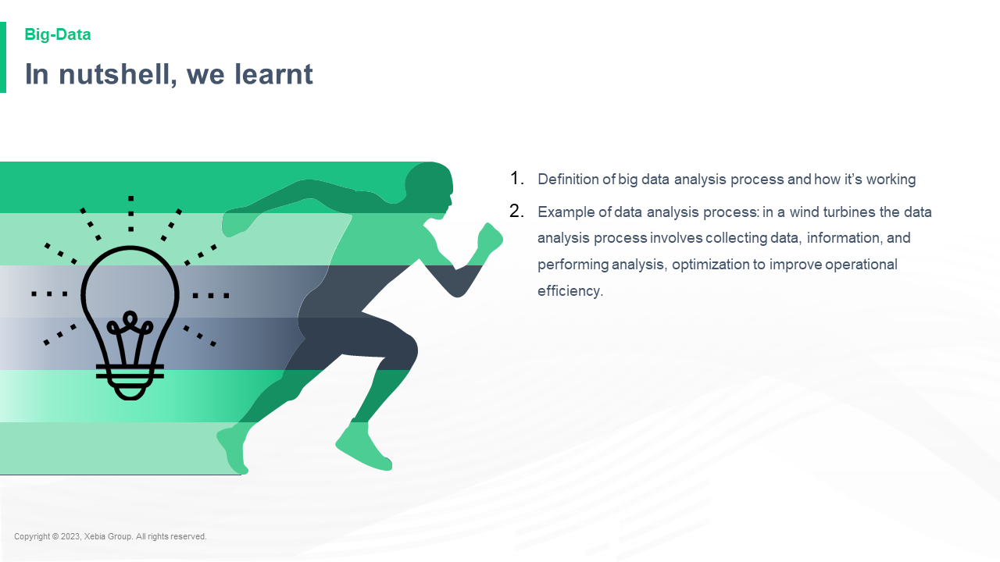 Big-Data
In nutshell, we learnt
1. Definition of big data analysis process and how it’s working
2. Example of data analysis process: in a wind turbines the data
analysis process involves collecting data, information, and
performing analysis, optimization to improve operational
efficiency.
Copyright © 2023, Xebia Group. All rights reserved.